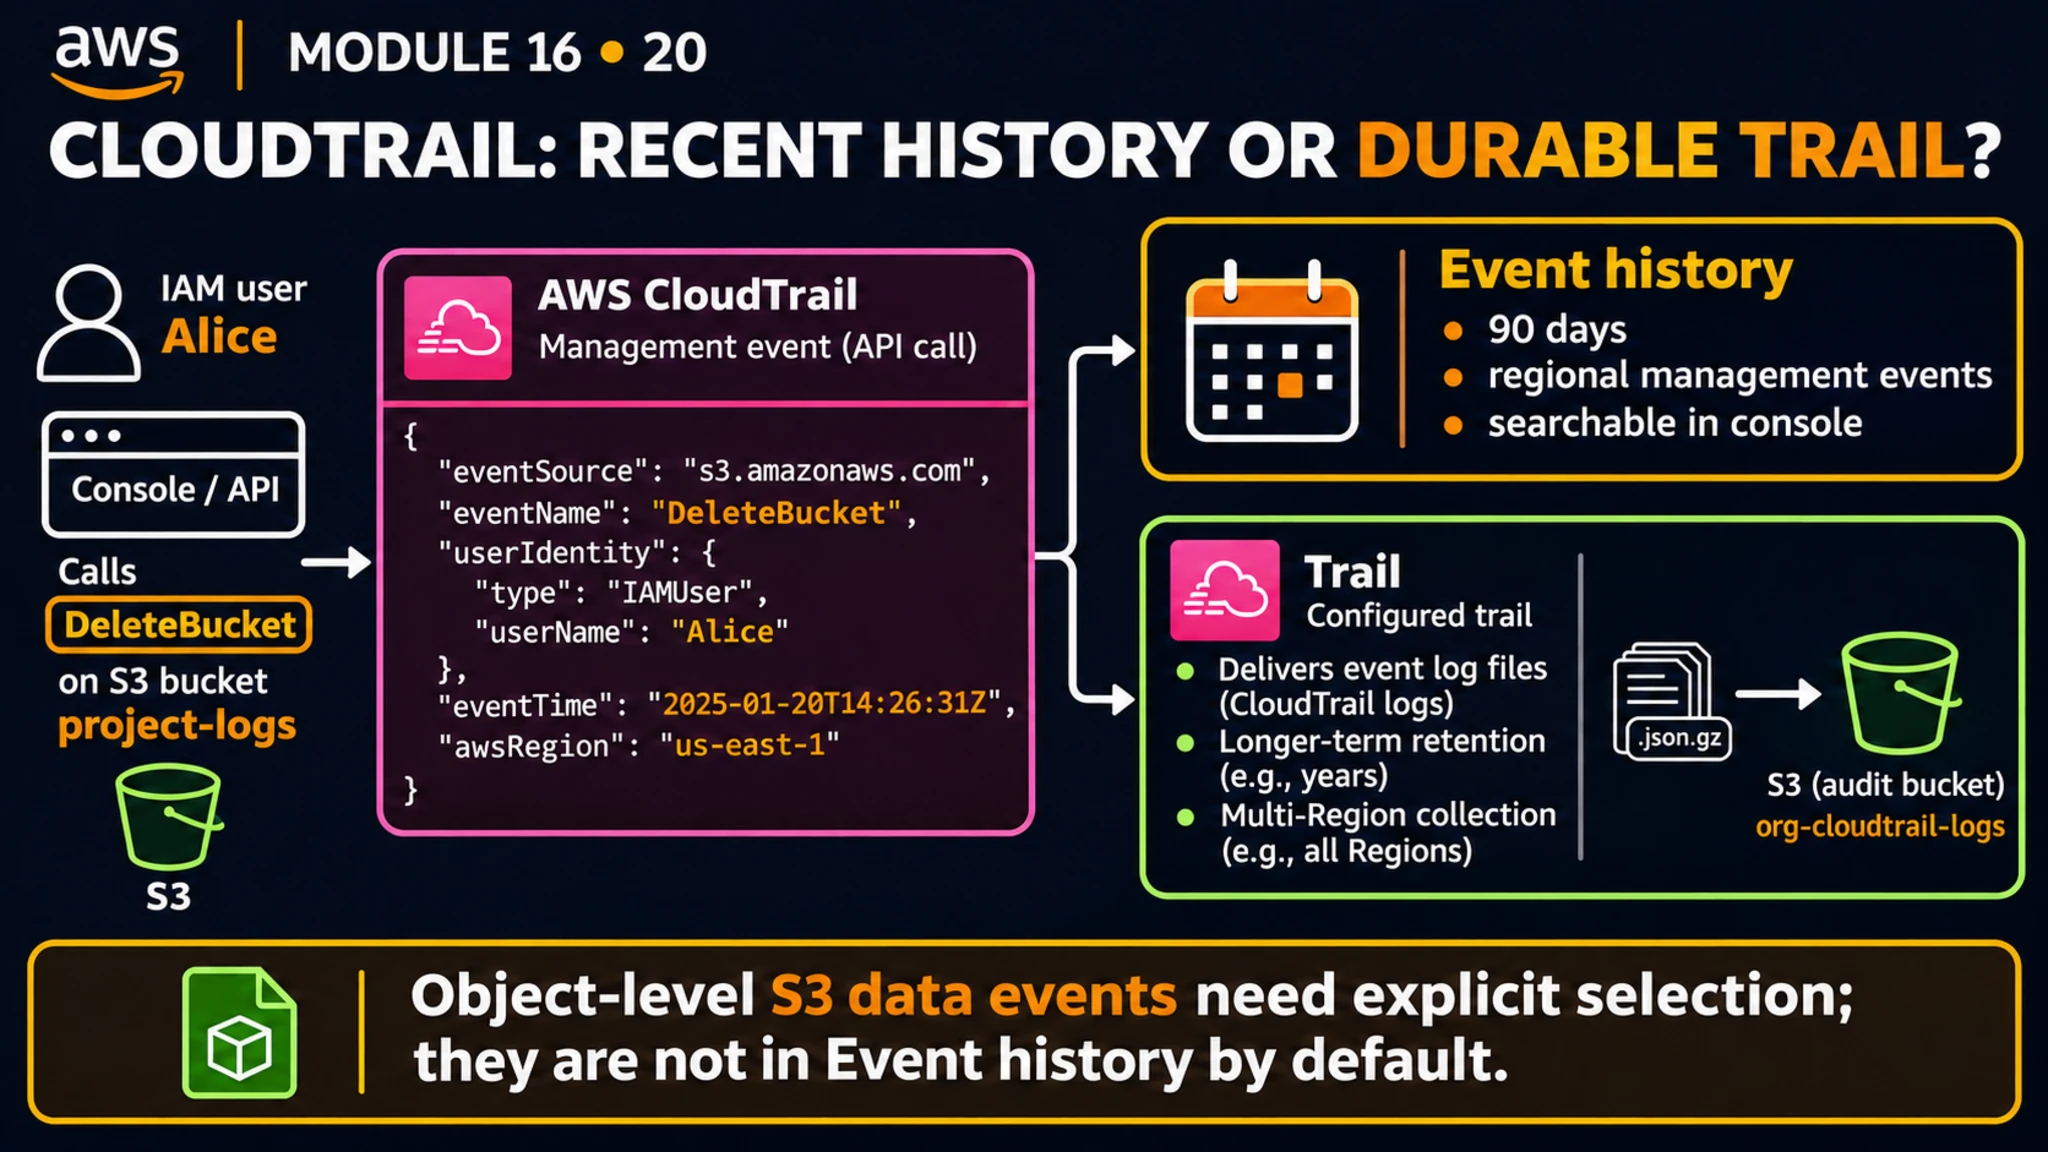 aws
MODULE 16 • 20
CLOUDTRAIL: RECENT HISTORY OR DURABLE TRAIL?
IAM user
Alice
Console / API
Calls
DeleteBucket
on S3 bucket
project-logs
S3
AWS CloudTrail
Management event (API call)
{
"eventSource": "s3.amazonaws.com",
"eventName": "DeleteBucket",
"userIdentity": {
"type": "IAMUser",
"userName": "Alice"
},
"eventTime": "2025-01-20T14:26:31Z",
"awsRegion": "us-east-1"
}
Event history
• 90 days
• regional management events
• searchable in console
Trail
Configured trail
• Delivers event log files
(CloudTrail logs)
• Longer-term retention
(e.g., years)
• Multi-Region collection
(e.g., all Regions)
.json.gz
S3 (audit bucket)
org-cloudtrail-logs
Object-level S3 data events need explicit selection;
they are not in Event history by default.